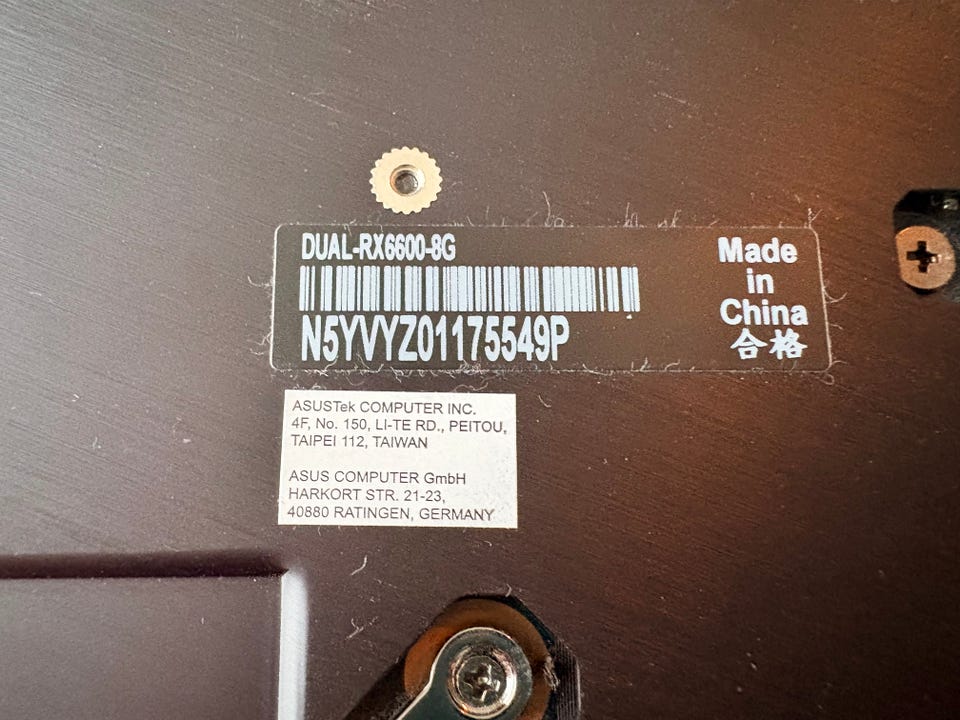 DUAL-RX6600-8G
N5YVYZ01175549P
Made
in
China
合格
ASUSTek COMPUTER INC.
4F, No. 150, LI-TE RD., PEITOU,
TAIPEI 112, TAIWAN
ASUS COMPUTER GmbH
HARKORT STR. 21-23,
40880 RATINGEN, GERMANY